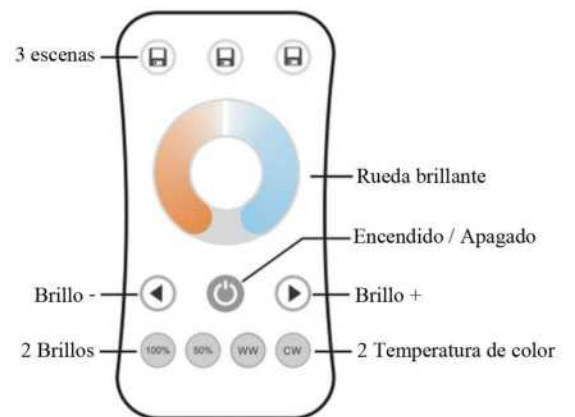 3 escenas
Rueda brillante
Encendido / Apagado
Brillo -
Brillo +
2 Brillos
100%
50%
WW
CW
2 Temperatura de color